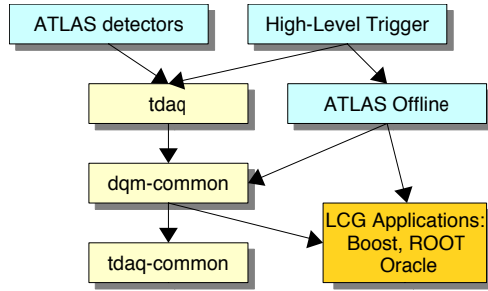 ATLAS detectors
High-Level Trigger
tdaq
ATLAS Offline
dqm-common
LCG Applications:
Boost, ROOT
Oracle
tdaq-common